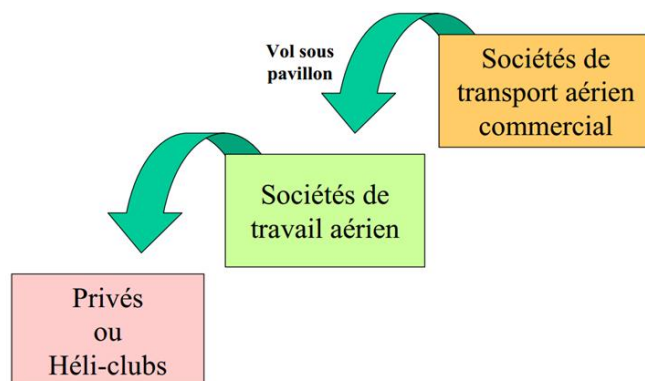 Vol sous
pavillon
Sociétés de
transport aérien
commercial
Sociétés de
travail aérien
Privés
ou
Héli-clubs